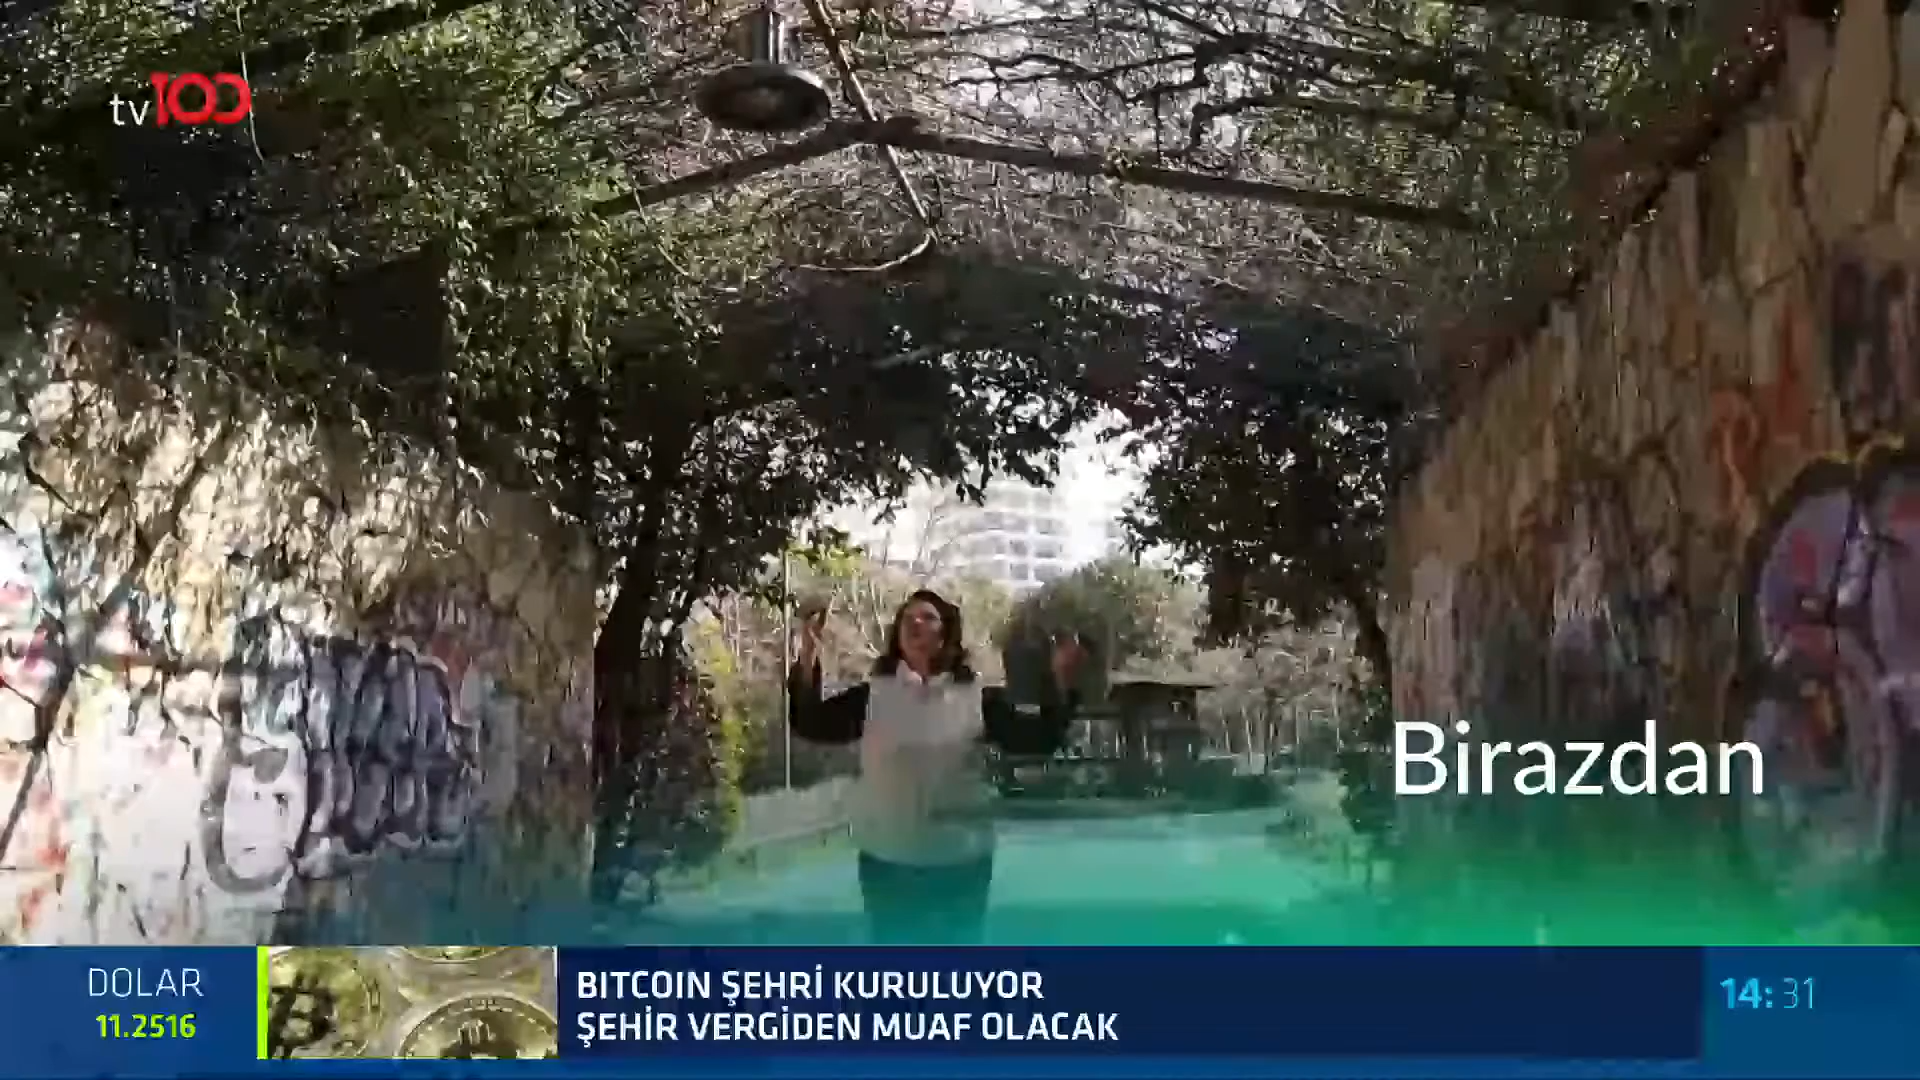 tv100
Birazdan
DOLAR
11.2516
BITCOIN ŞEHRİ KURULUYOR
ŞEHİR VERGİDEN MUAF OLACAK
14:31